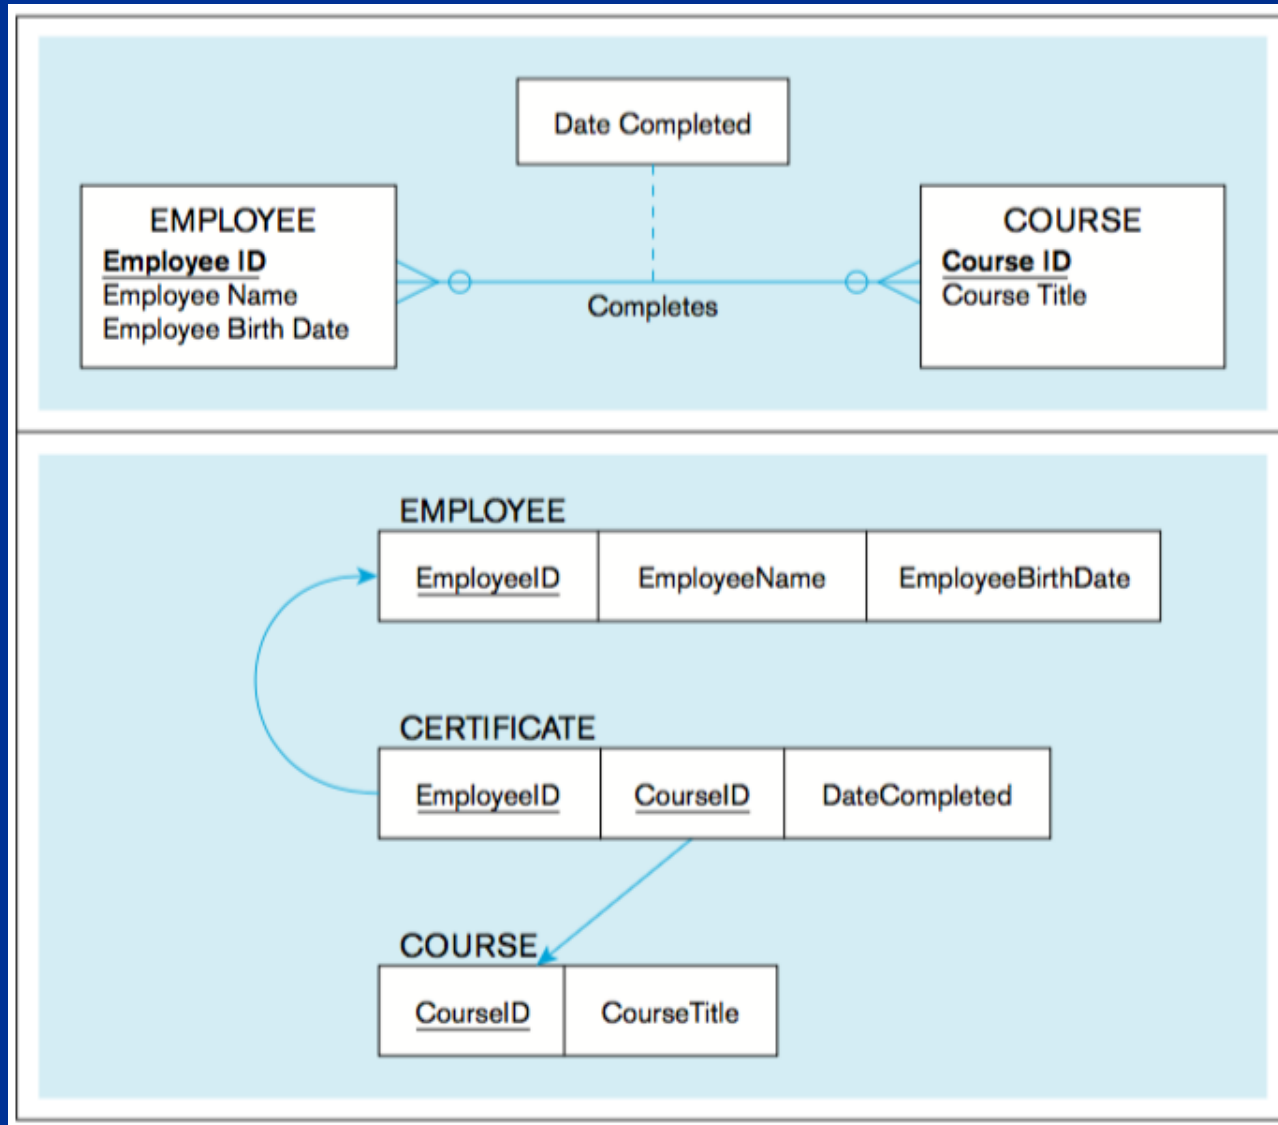 Date Completed
EMPLOYEE
Employee ID
Employee Name
Employee Birth Date
Completes
COURSE
Course ID
Course Title
EMPLOYEE
EmployeeID
EmployeeName
EmployeeBirthDate
CERTIFICATE
EmployeeID
CourseID
DateCompleted
COURSE
CourseID
CourseTitle